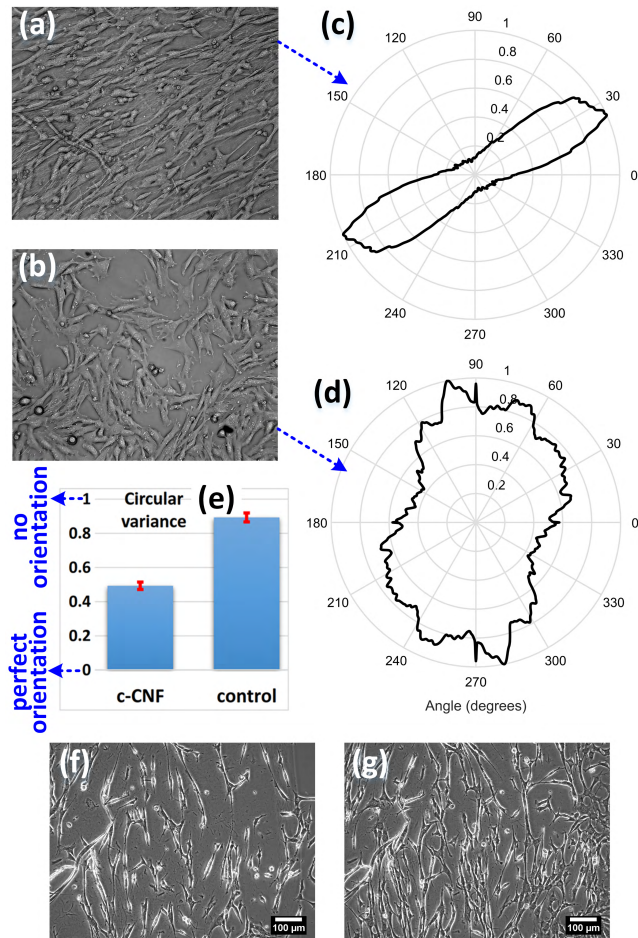 (a)
(c)
90
1
120
60
0.8
0.6
150
30
0.4
0.2
180
0
210
330
240
300
270
(b)
(d)
90
1
120
60
0.8
0.6
150
30
0.4
0.2
180
0
210
330
240
300
270
Angle (degrees)
no
orientation
perfect
orientation
(e)
Circular
variance
1
0.8
0.6
0.4
0.2
0
c-CNF
control
(f)
100 µm
(g)
100 µm